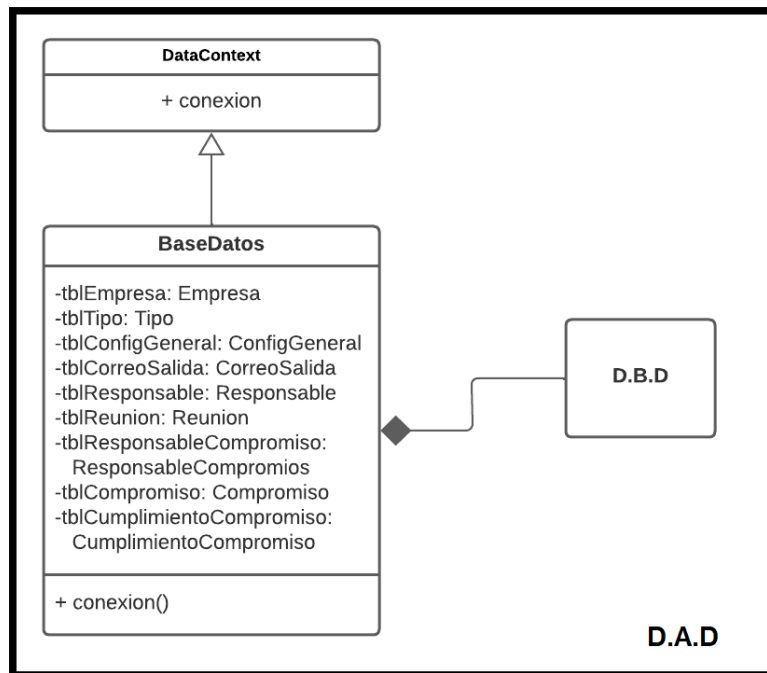 DataContext
+ conexion
BaseDatos
-tblEmpresa: Empresa
-tblTipo: Tipo
-tblConfigGeneral: ConfigGeneral
-tblCorreoSalida: CorreoSalida
-tblResponsable: Responsable
-tblReunion: Reunion
-tblResponsableCompromiso:
ResponsableCompromios
-tblCompromiso: Compromiso
-tblCumplimientoCompromiso:
CumplimientoCompromiso
+ conexion()
D.B.D
D.A.D